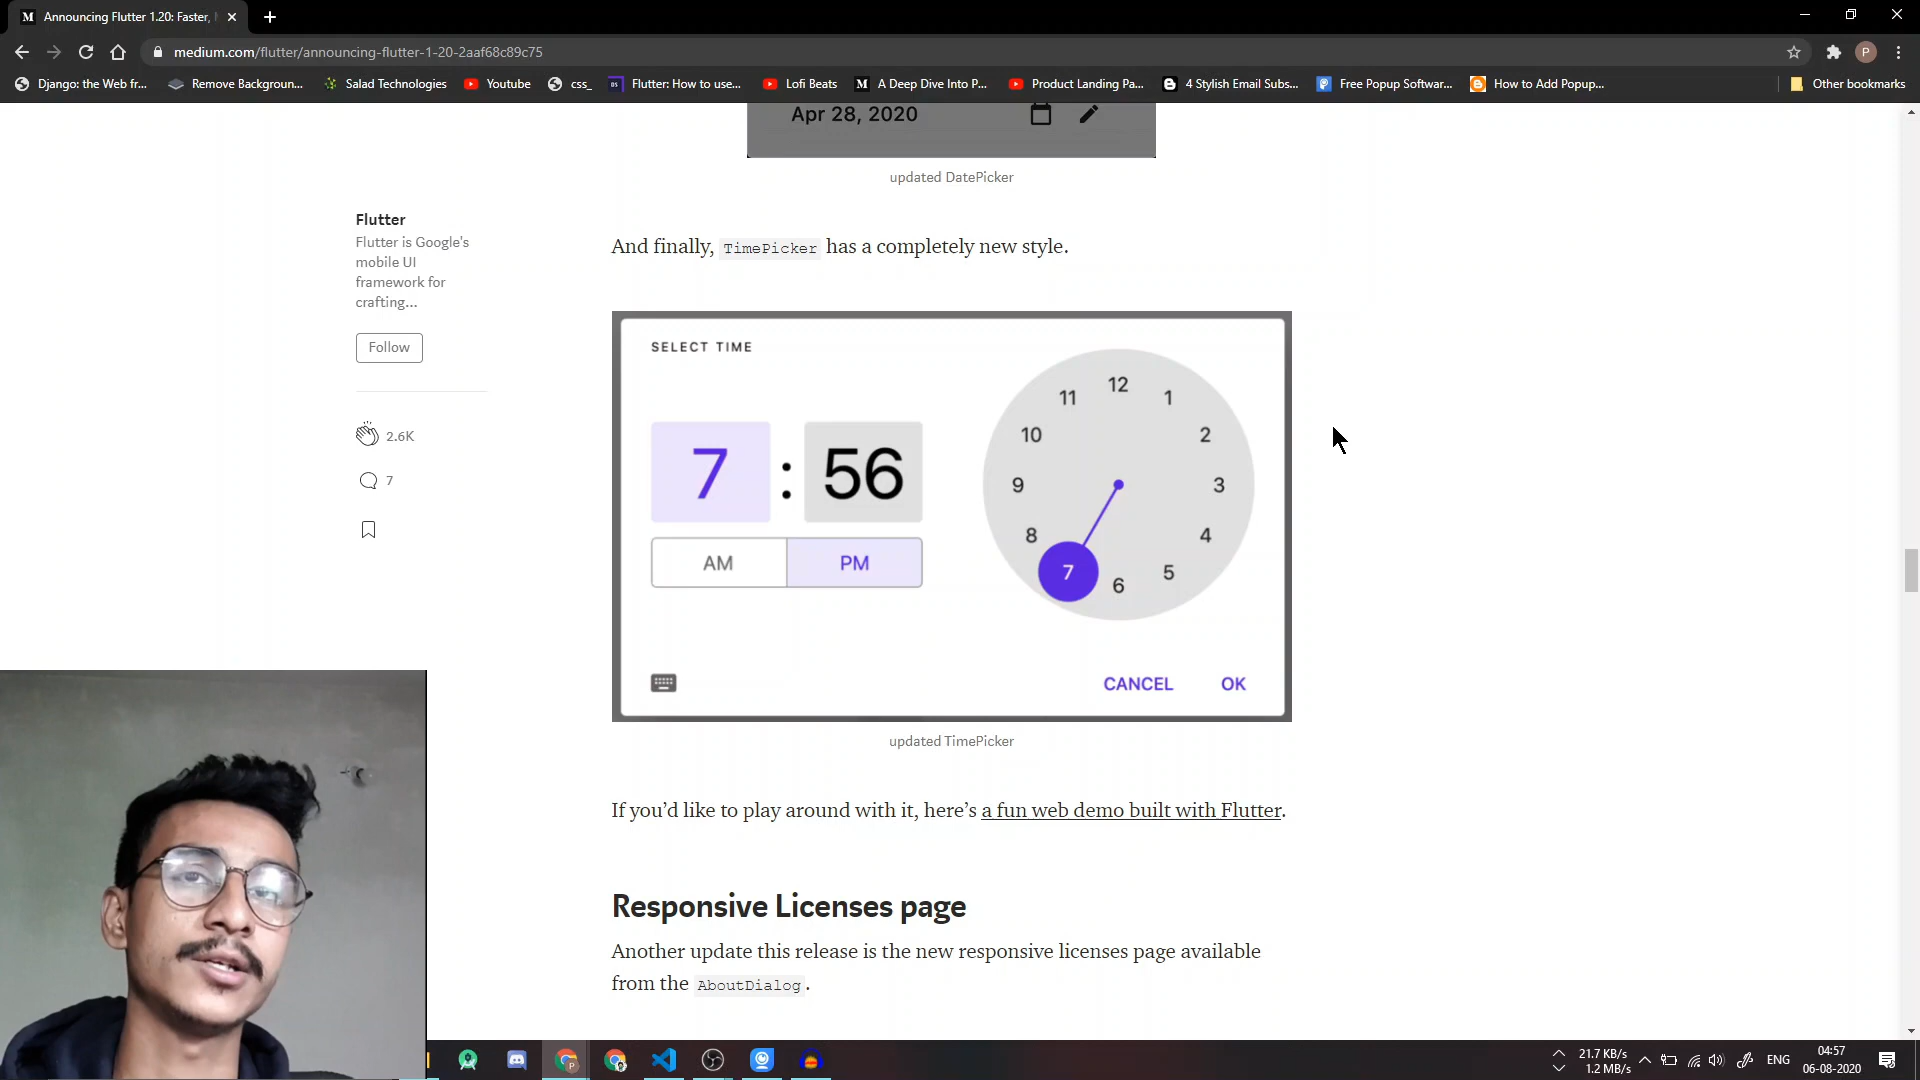 M Announcing Flutter 1.20: Faster,
medium.com/flutter/announcing-flutter-1-20-2aaf68c89c75
P
Django: the Web fr...
Remove Backgroun...
Salad Technologies
Youtube
css_
Flutter: How to use...
Lofi Beats
M A Deep Dive Into P...
Product Landing Pa...
4 Stylish Email Subs...
Free Popup Softwar...
How to Add Popup...
Other bookmarks
Apr 28, 2020
updated DatePicker
Flutter
Flutter is Google's
mobile UI
framework for
crafting...
Follow
2.6K
7
And finally, TimePicker has a completely new style.
SELECT TIME
7 : 56
AM PM
12
1
2
3
4
5
6
7
8
9
10
11
CANCEL OK
updated TimePicker
If you’d like to play around with it, here’s a fun web demo built with Flutter.
Responsive Licenses page
Another update this release is the new responsive licenses page available
from the AboutDialog.
21.7 KB/s
1.2 MB/s
ENG
04:57
06-08-2020